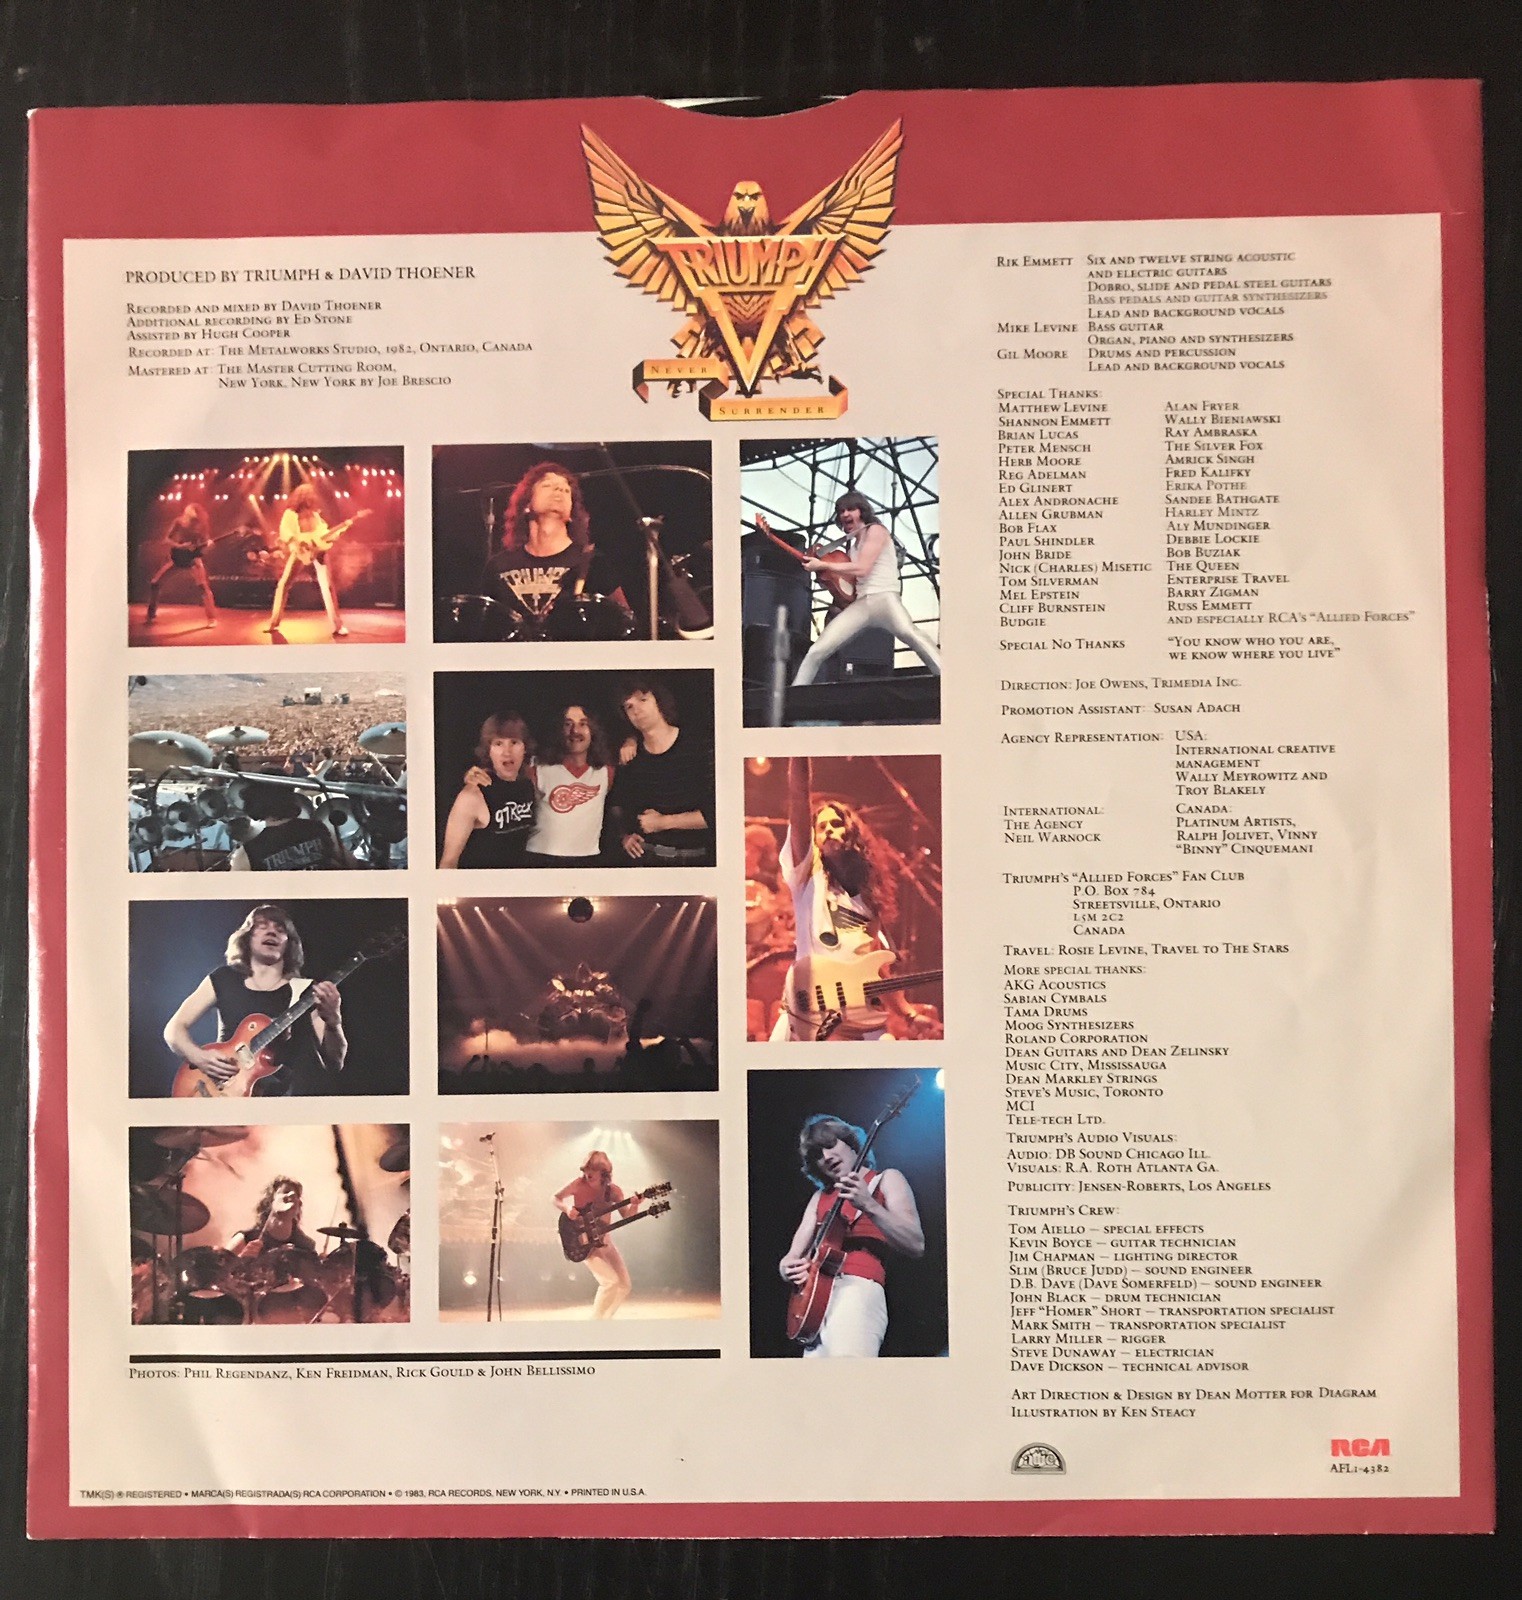 TRIUMPH
NEVER
SURRENDER
PRODUCED BY TRIUMPH & DAVID THOENER
RECORDED AND MIXED BY DAVID THOENER
ADDITIONAL RECORDING BY ED STONE
ASSISTED BY HUGH COOPER
RECORDED AT: THE METALWORKS STUDIO, 1982, ONTARIO, CANADA
MASTERED AT: THE MASTER CUTTING ROOM,
NEW YORK, NEW YORK BY JOE BRESCIO
TRIUMPH
TRIUMPH
97 ROCK
PHOTOS: PHIL REGENDANZ, KEN FREIDMAN, RICK GOULD & JOHN BELLISSIMO
RIK EMMETT SIX AND TWELVE STRING ACOUSTIC
AND ELECTRIC GUITARS
DOBRO, SLIDE AND PEDAL STEEL GUITARS
BASS PEDALS AND GUITAR SYNTHESIZERS
LEAD AND BACKGROUND VOCALS
MIKE LEVINE BASS GUITAR
ORGAN, PIANO AND SYNTHESIZERS
GIL MOORE DRUMS AND PERCUSSION
LEAD AND BACKGROUND VOCALS
SPECIAL THANKS:
MATTHEW LEVINE
SHANNON EMMETT
BRIAN LUCAS
PETER MENSCH
HERB MOORE
REG ADELMAN
ED GLINERT
ALEX ANDRONACHE
ALLEN GRUBMAN
BOB FLAX
PAUL SHINDLER
JOHN BRIDE
NICK (CHARLES) MISETIC
TOM SILVERMAN
MEL EPSTEIN
CLIFF BURNSTEIN
BUDGIE
ALAN FRYER
WALLY BIENIAWSKI
RAY AMBRASKA
THE SILVER FOX
AMRICK SINGH
FRED KALIFKY
ERIKA POTHE
SANDEE BATHGATE
HARLEY MINTZ
ALY MUNDINGER
DEBBIE LOCKIE
BOB BUZIAK
THE QUEEN
ENTERPRISE TRAVEL
BARRY ZIGMAN
RUSS EMMETT
AND ESPECIALLY RCA'S "ALLIED FORCES"
SPECIAL NO THANKS "YOU KNOW WHO YOU ARE,
WE KNOW WHERE YOU LIVE"
DIRECTION: JOE OWENS, TRIMEDIA INC.
PROMOTION ASSISTANT: SUSAN ADACH
AGENCY REPRESENTATION: USA:
INTERNATIONAL CREATIVE
MANAGEMENT
WALLY MEYROWITZ AND
TROY BLAKELY
INTERNATIONAL:
THE AGENCY
NEIL WARNOCK
CANADA:
PLATINUM ARTISTS,
RALPH JOLIVET, VINNY
"BINNY" CINQUEMANI
TRIUMPH'S "ALLIED FORCES" FAN CLUB
P.O. BOX 784
STREETSVILLE, ONTARIO
L5M 2C2
CANADA
TRAVEL: ROSIE LEVINE, TRAVEL TO THE STARS
MORE SPECIAL THANKS:
AKG ACOUSTICS
SABIAN CYMBALS
TAMA DRUMS
MOOG SYNTHESIZERS
ROLAND CORPORATION
DEAN GUITARS AND DEAN ZELINSKY
MUSIC CITY, MISSISSAUGA
DEAN MARKLEY STRINGS
STEVE'S MUSIC, TORONTO
MCI
TELE-TECH LTD.
TRIUMPH'S AUDIO VISUALS:
AUDIO: DB SOUND CHICAGO ILL.
VISUALS: R.A. ROTH ATLANTA GA.
PUBLICITY: JENSEN-ROBERTS, LOS ANGELES
TRIUMPH'S CREW:
TOM AIELLO — SPECIAL EFFECTS
KEVIN BOYCE — GUITAR TECHNICIAN
JIM CHAPMAN — LIGHTING DIRECTOR
SLIM (BRUCE JUDD) — SOUND ENGINEER
D.B. DAVE (DAVE SOMERFELD) — SOUND ENGINEER
JOHN BLACK — DRUM TECHNICIAN
JEFF "HOMER" SHORT — TRANSPORTATION SPECIALIST
MARK SMITH — TRANSPORTATION SPECIALIST
LARRY MILLER — RIGGER
STEVE DUNAWAY — ELECTRICIAN
DAVE DICKSON — TECHNICAL ADVISOR
ART DIRECTION & DESIGN BY DEAN MOTTER FOR DIAGRAM
ILLUSTRATION BY KEN STEACY
RCA
AFL1-4382
TMK(S) ® REGISTERED • MARCA(S) REGISTRADA(S) RCA CORPORATION • © 1983, RCA RECORDS, NEW YORK, N.Y. • PRINTED IN U.S.A.